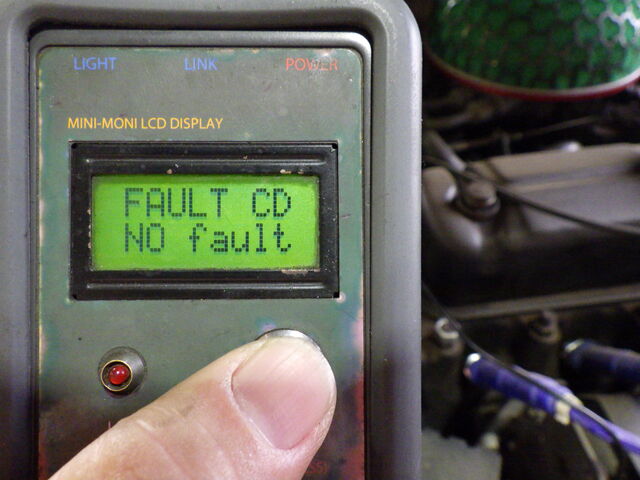 LIGHT LINK POWER
MINI-MONI LCD DISPLAY
FAULT CD
NO fault